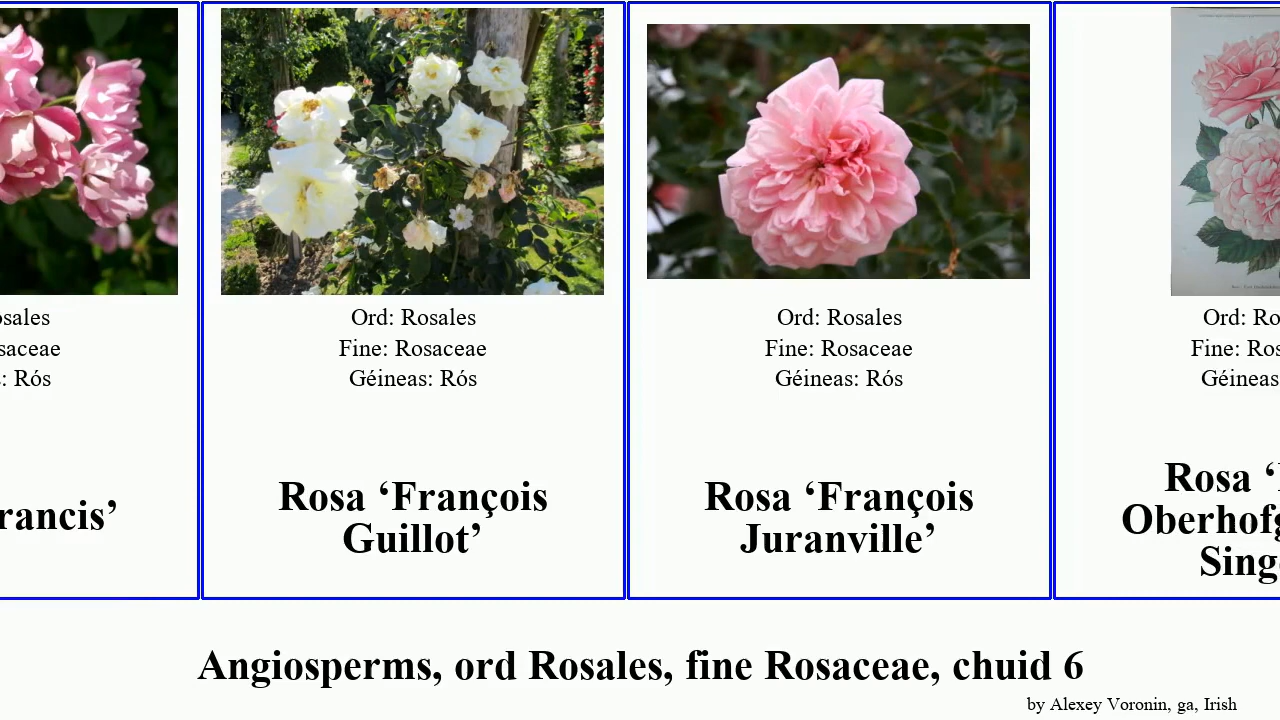 osales
saceae
: Rós
rancis’
Ord: Rosales
Fine: Rosaceae
Géineas: Rós
Rosa ‘François
Guillot’
Ord: Rosales
Fine: Rosaceae
Géineas: Rós
Rosa ‘François
Juranville’
Ord: Ro
Fine: Ros
Géineas
Rosa ‘
Oberhofg
Sing
Angiosperms, ord Rosales, fine Rosaceae, chuid 6
by Alexey Voronin, ga, Irish